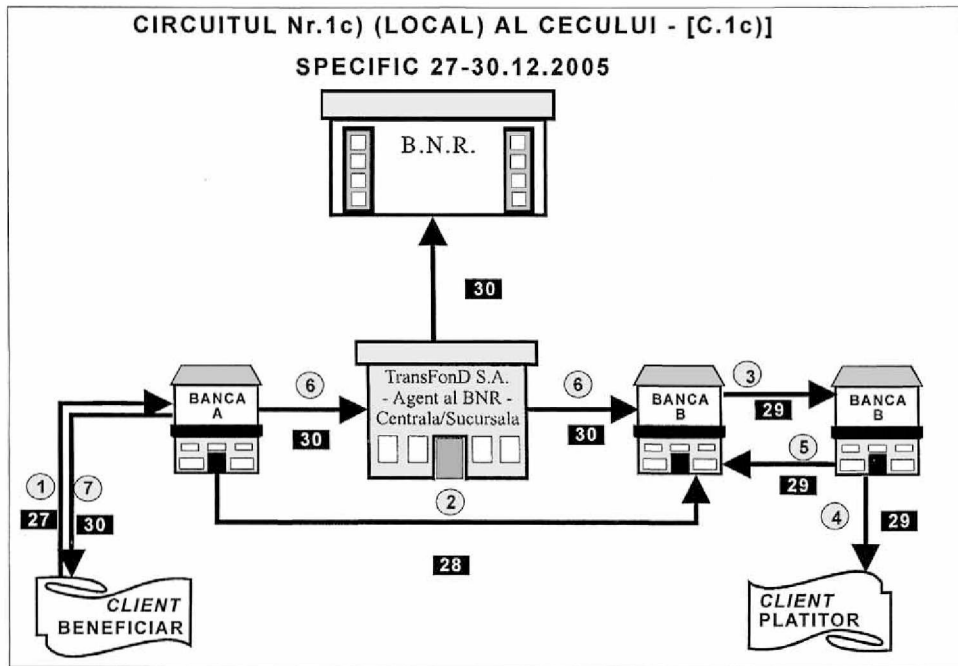 CIRCUITUL Nr.1c) (LOCAL) AL CECULUI - [C.1c)]
SPECIFIC 27-30.12.2005
B.N.R.
30
TransFonD S.A.
- Agent al BNR -
Centrala/Sucursala
BANCA
A
6
30
6
30
BANCA
B
3
29
BANCA
B
5
29
1
27
7
30
2
28
4
29
CLIENT
BENEFICIAR
CLIENT
PLATITOR